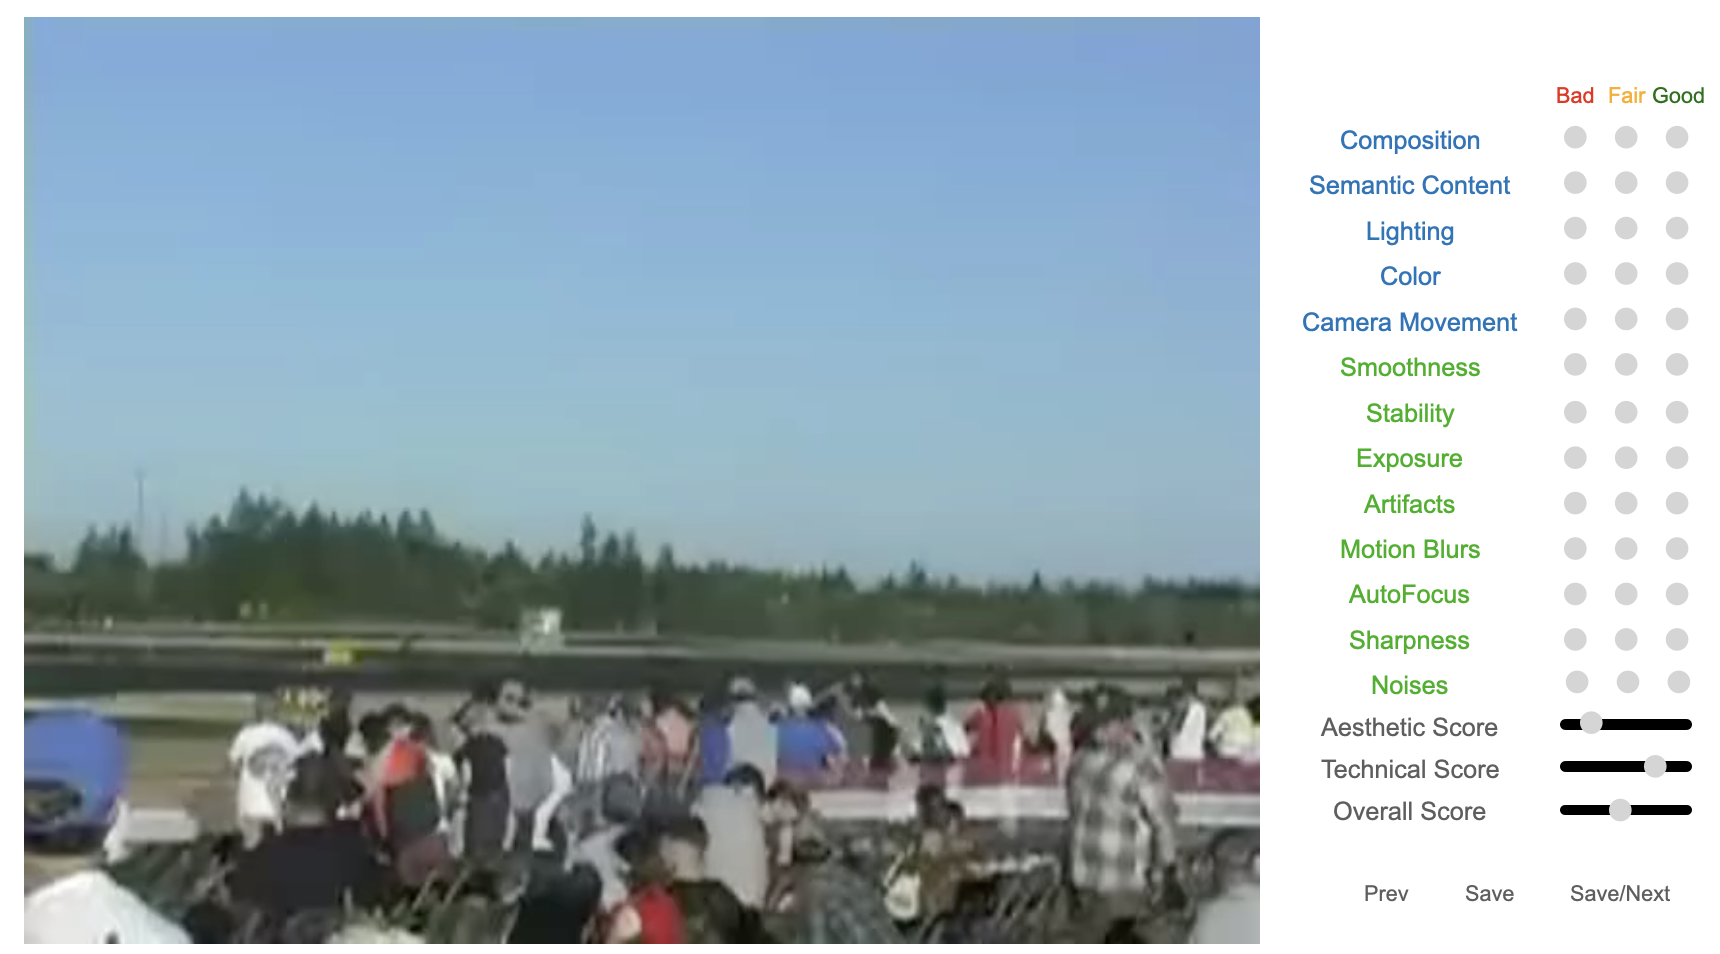 Bad Fair Good
Composition
Semantic Content
Lighting
Color
Camera Movement
Smoothness
Stability
Exposure
Artifacts
Motion Blurs
AutoFocus
Sharpness
Noises
Aesthetic Score
Technical Score
Overall Score
Prev Save Save/Next